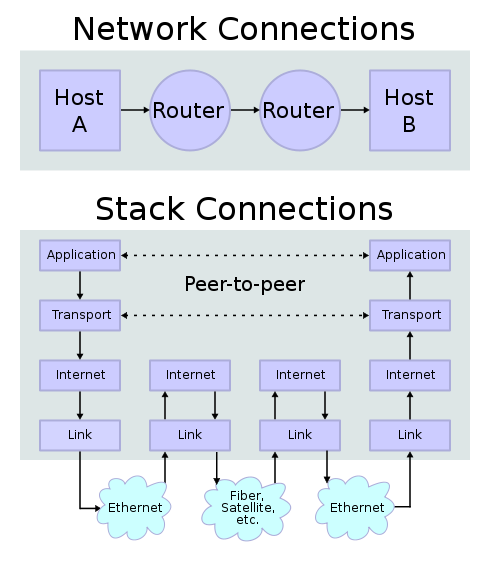 Network Connections
Host
A
Router
Router
Host
B
Stack Connections
Application
Application
Peer-to-peer
Transport
Transport
Internet
Internet
Internet
Internet
Link
Link
Link
Link
Ethernet
Fiber,
Satellite,
etc.
Ethernet